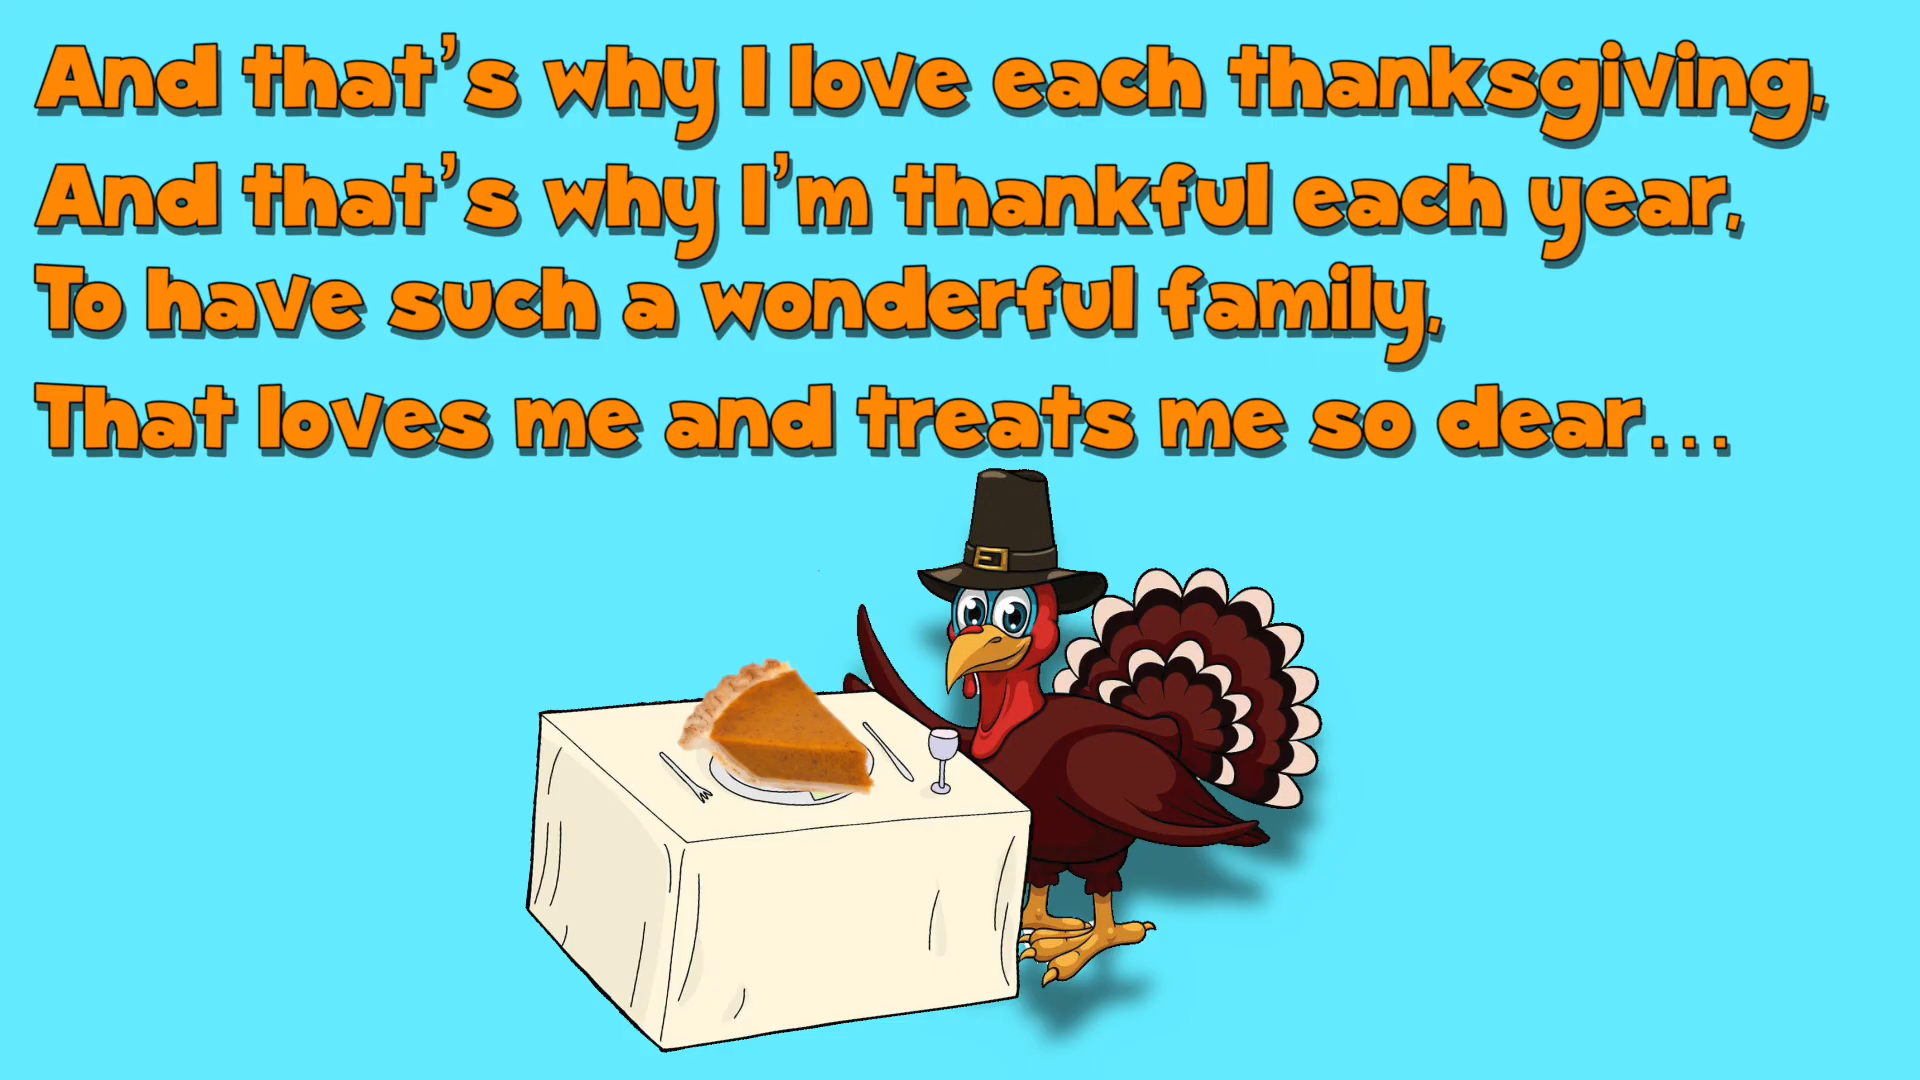 And that’s why I love each thanksgiving,
And that’s why I’m thankful each year,
To have such a wonderful family,
That loves me and treats me so dear...